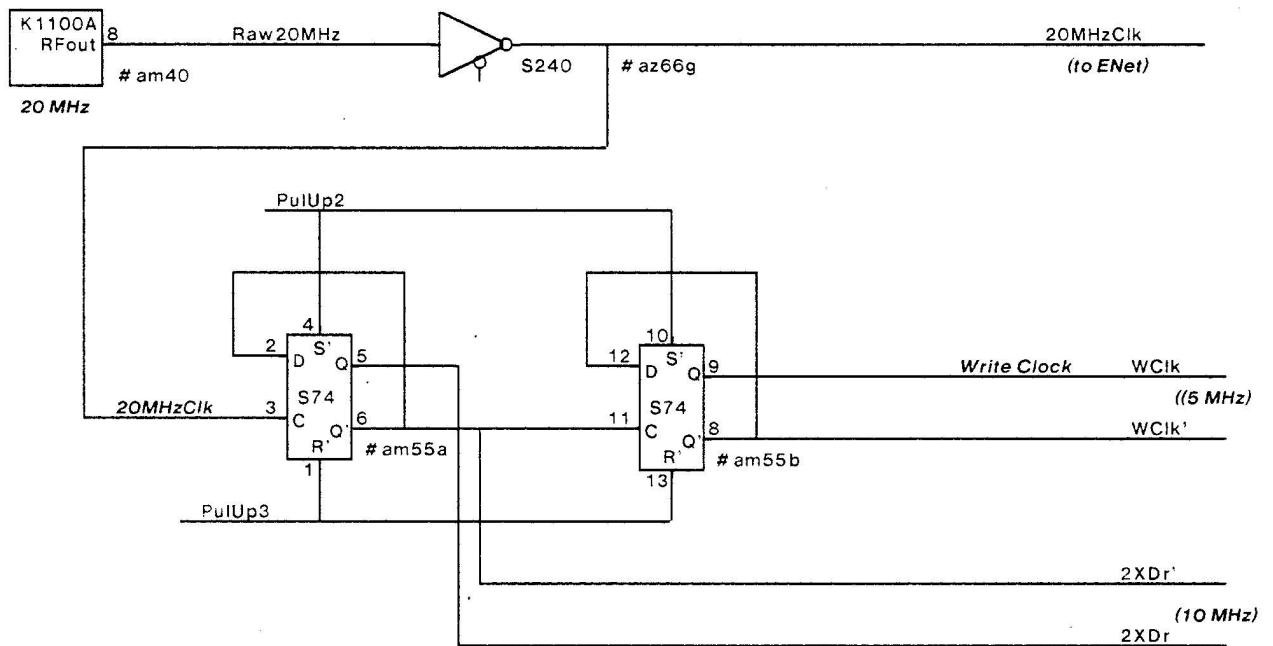 K1100A
RFout
8
Raw20MHz
# am40
20 MHz
S240
# az66g
20MHzClk
(to ENet)
PulUp2
4
S'
2
D
5
Q
S74
20MHzClk
3
C
6
Q'
R'
# am55a
1
PulUp3
10
S'
12
D
9
Q
S74
11
C
8
Q'
R'
# am55b
13
Write Clock
WClk
((5 MHz)
WClk'
2XDr'
(10 MHz)
2XDr